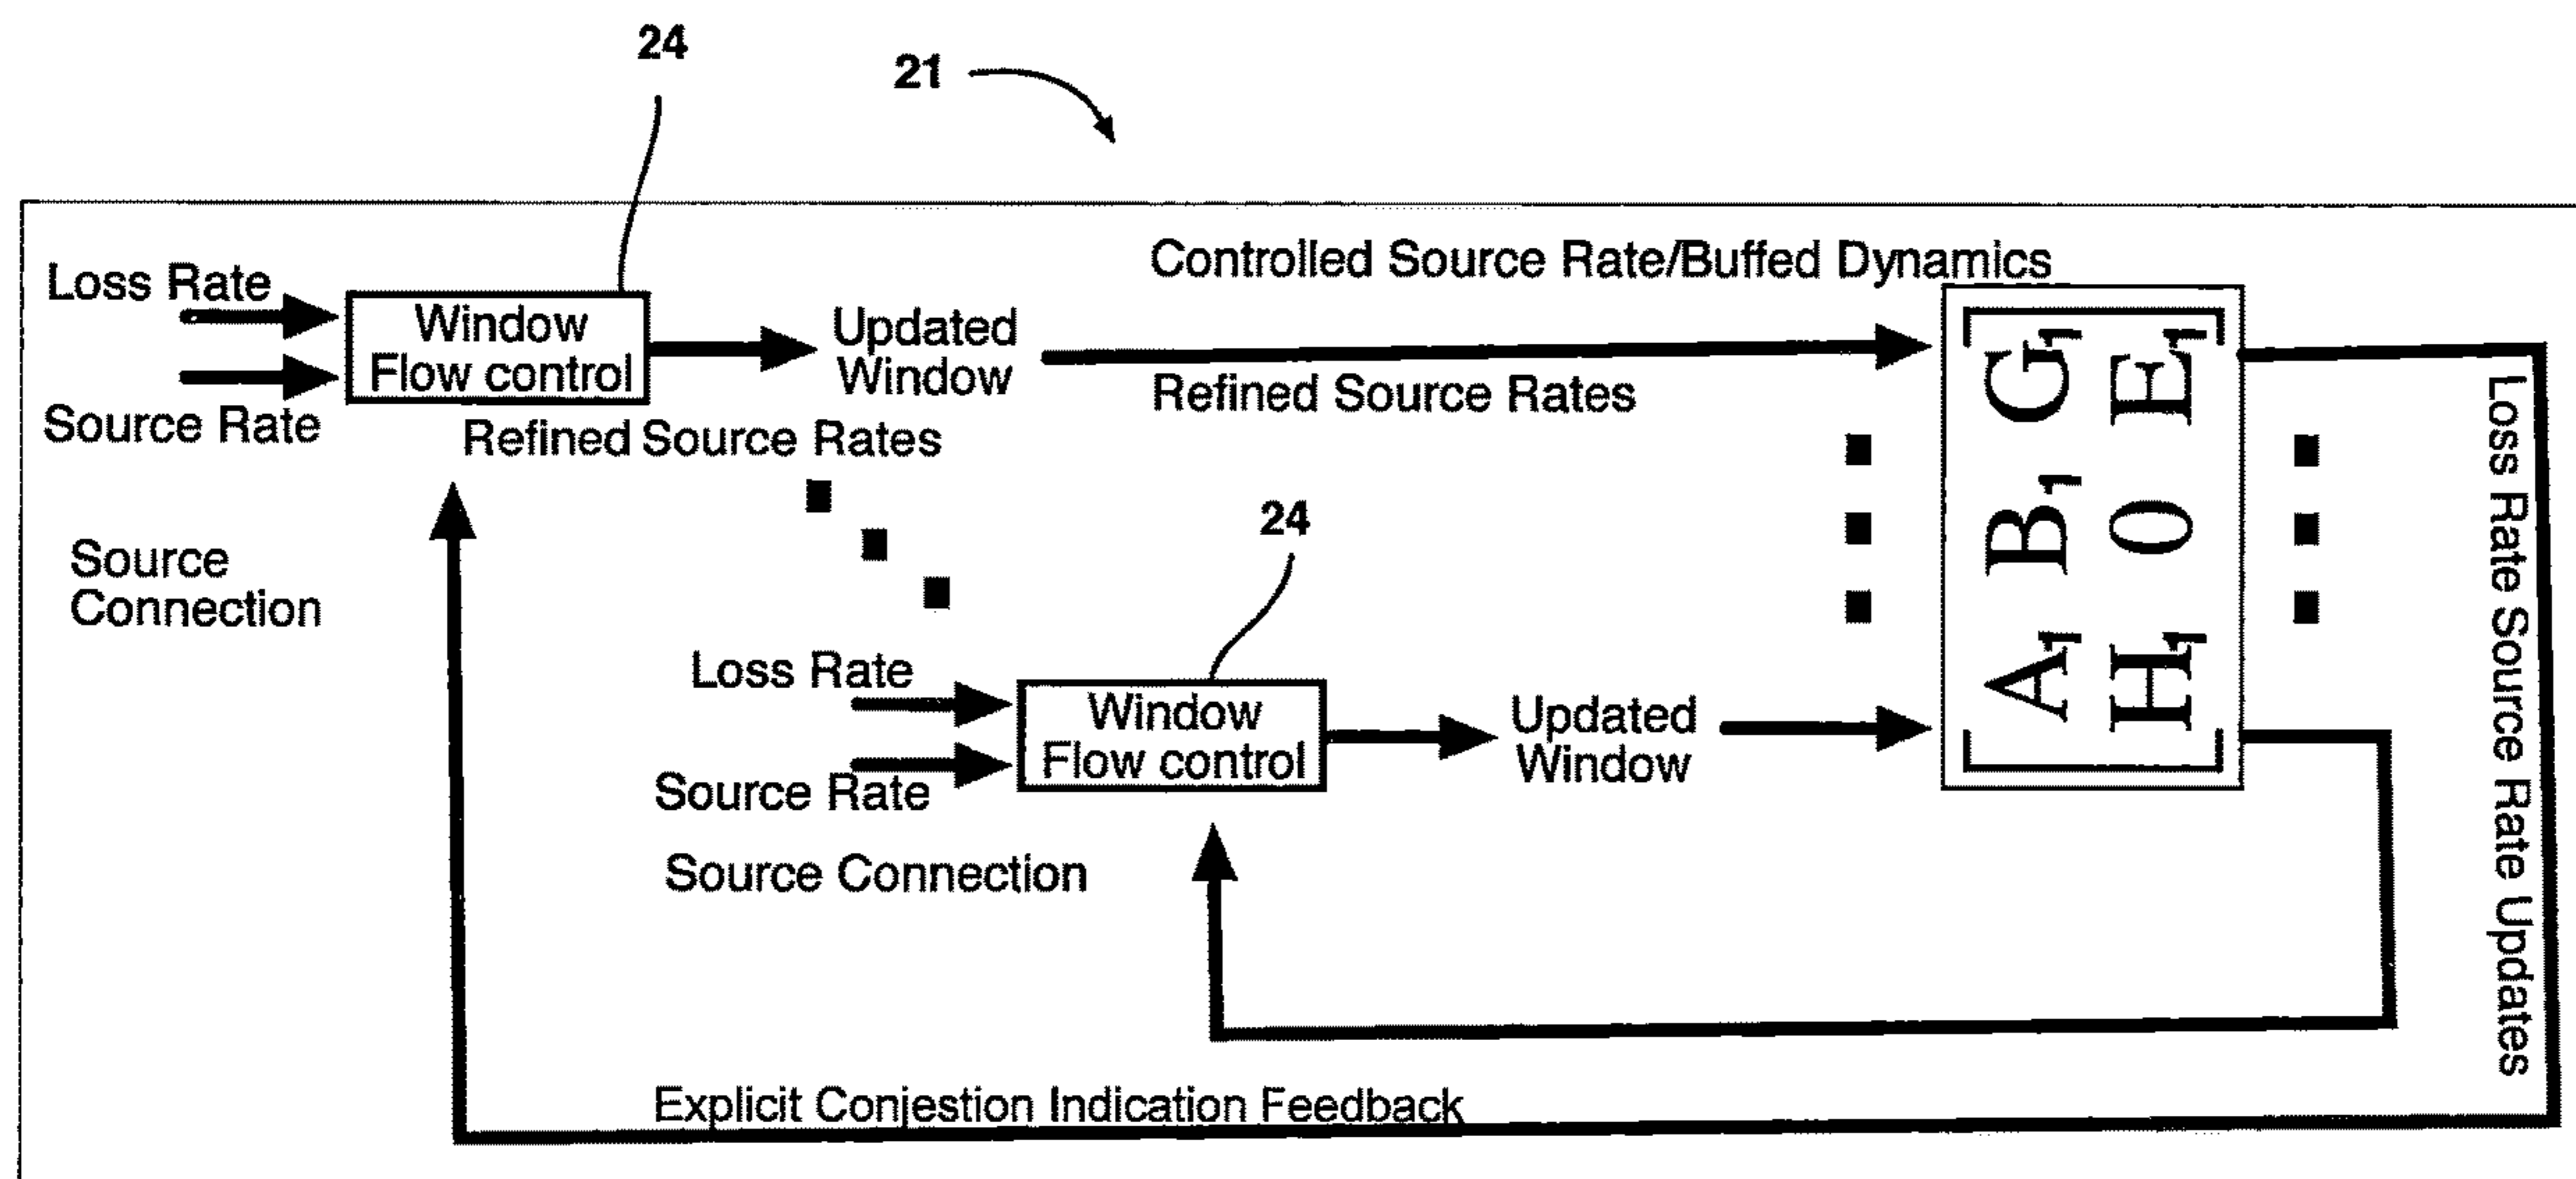 24
21
Controlled Source Rate/Buffed Dynamics
Loss Rate
Window
Flow control
Source Rate
Updated
Window
Refined Source Rates
Refined Source Rates
Source
Connection
24
Loss Rate
Window
Flow control
Source Rate
Updated
Window
Source Connection
A1 B1 G1
H1 0 E1
Loss Rate Source Rate Updates
Explicit Conjestion Indication Feedback